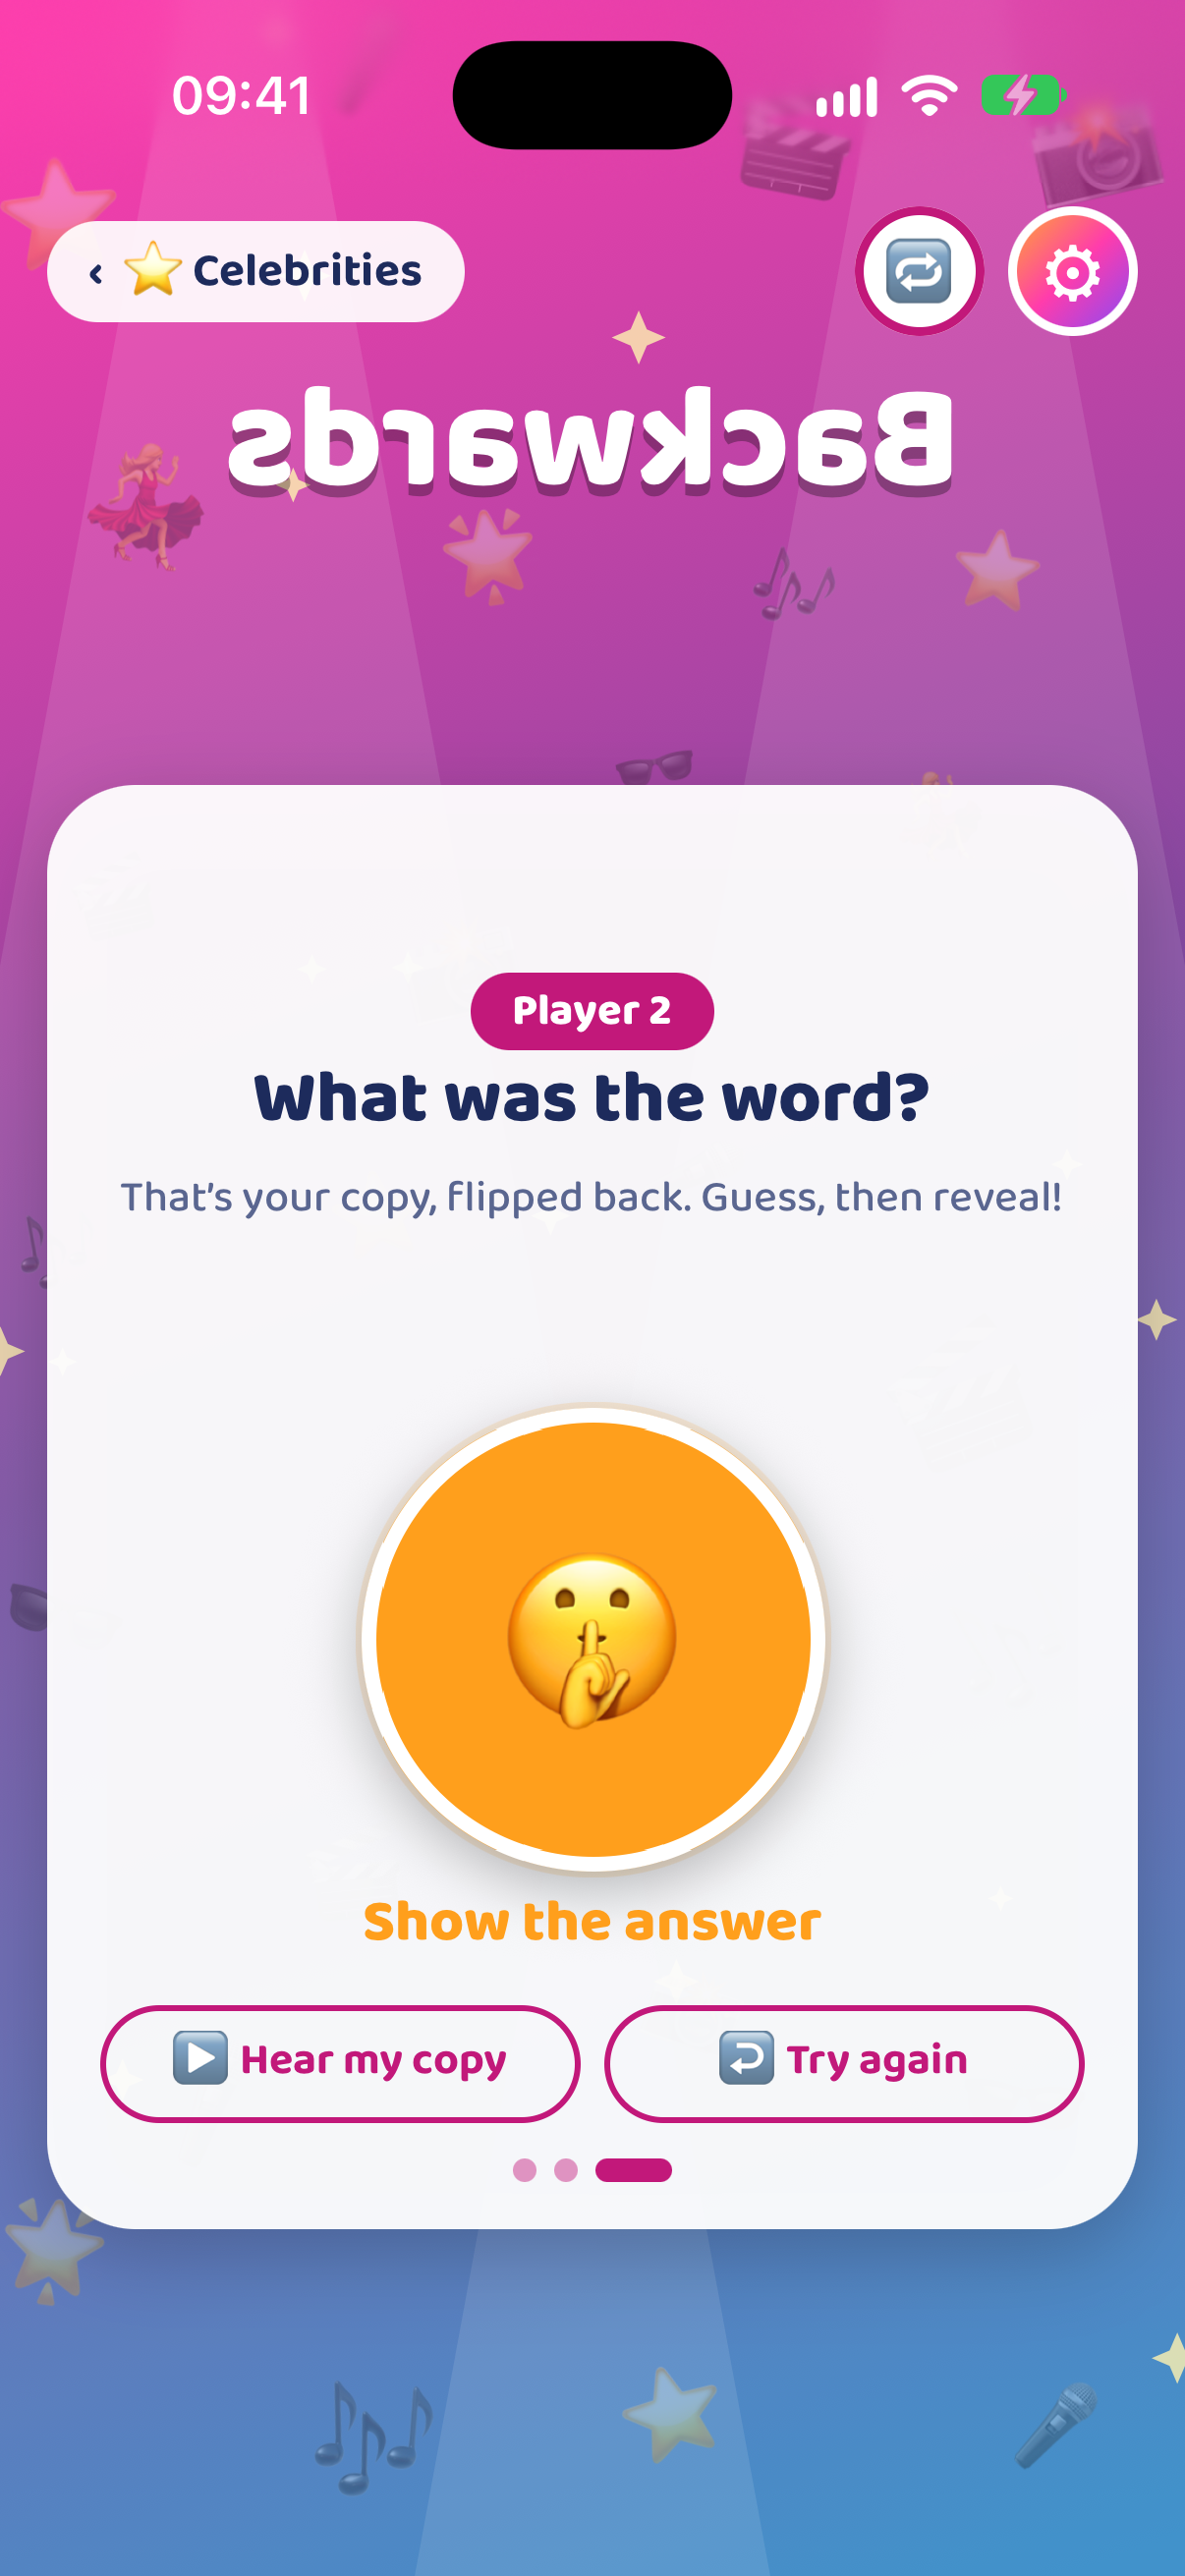 09:41
‹ ⭐ Celebrities
Backwards
Player 2
What was the word?
That's your copy, flipped back. Guess, then reveal!
Show the answer
Hear my copy
Try again